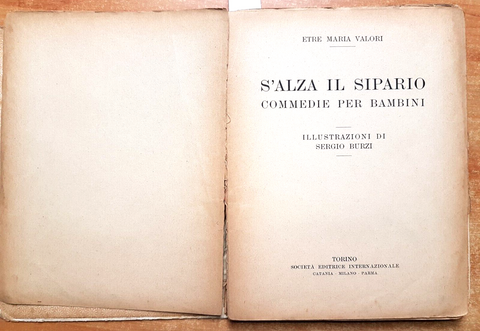 ETRE MARIA VALORI
S'ALZA IL SIPARIO
COMMEDIE PER BAMBINI
ILLUSTRAZIONI DI
SERGIO BURZI
TORINO
SOCIETÀ EDITRICE INTERNAZIONALE
CATANIA - MILANO - PARMA